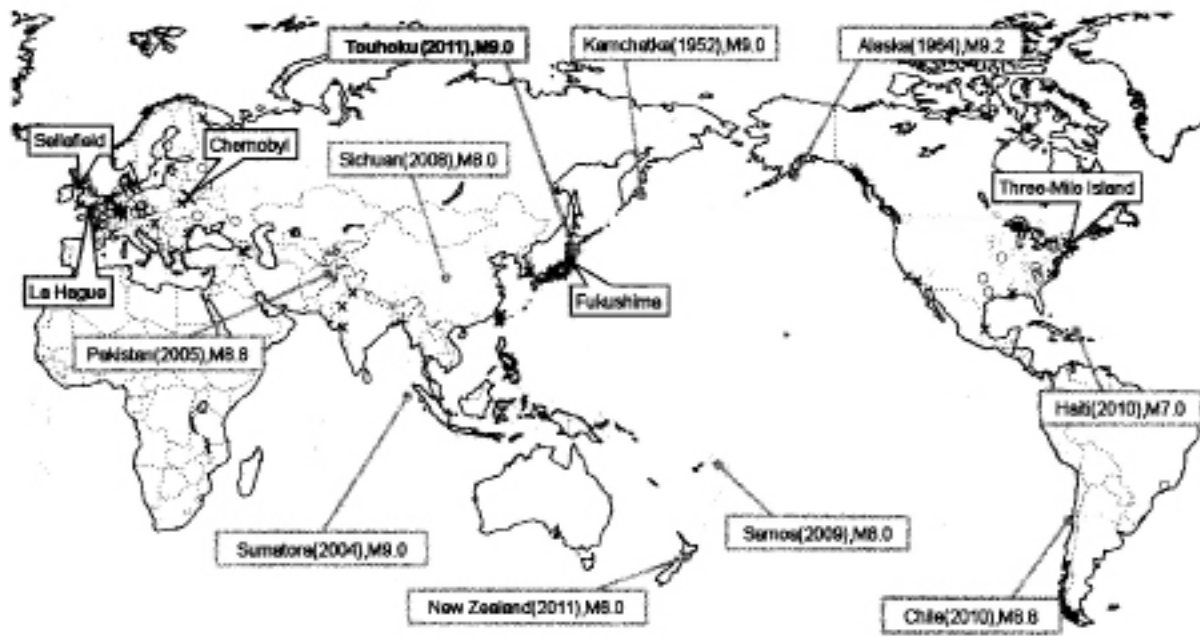 Touhoku(2011),M9.0
Kamchatka(1952),M9.0
Alaska(1964),M9.2
Sellafield
Chernobyl
Sichuan(2008),M8.0
Three-Mile Island
La Hague
Fukushima
Pakistan(2005),M8.8
Haiti(2010),M7.0
Sumatora(2004),M9.0
Samoa(2009),M8.0
New Zealand(2011),M6.0
Chile(2010),M8.8